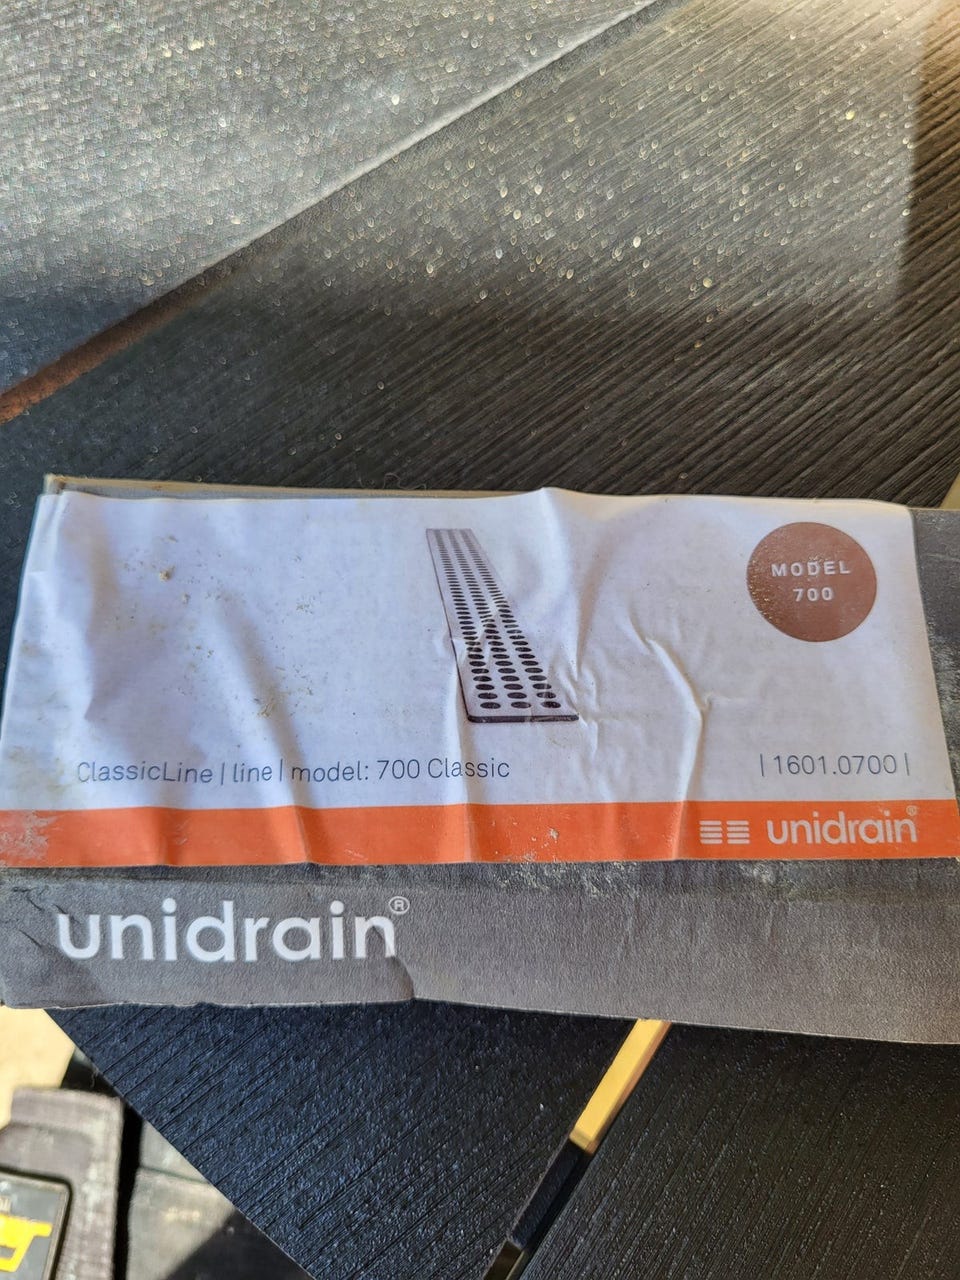 MODEL
700
ClassicLine | line | model: 700 Classic
| 1601.0700 |
unidrain®
unidrain®